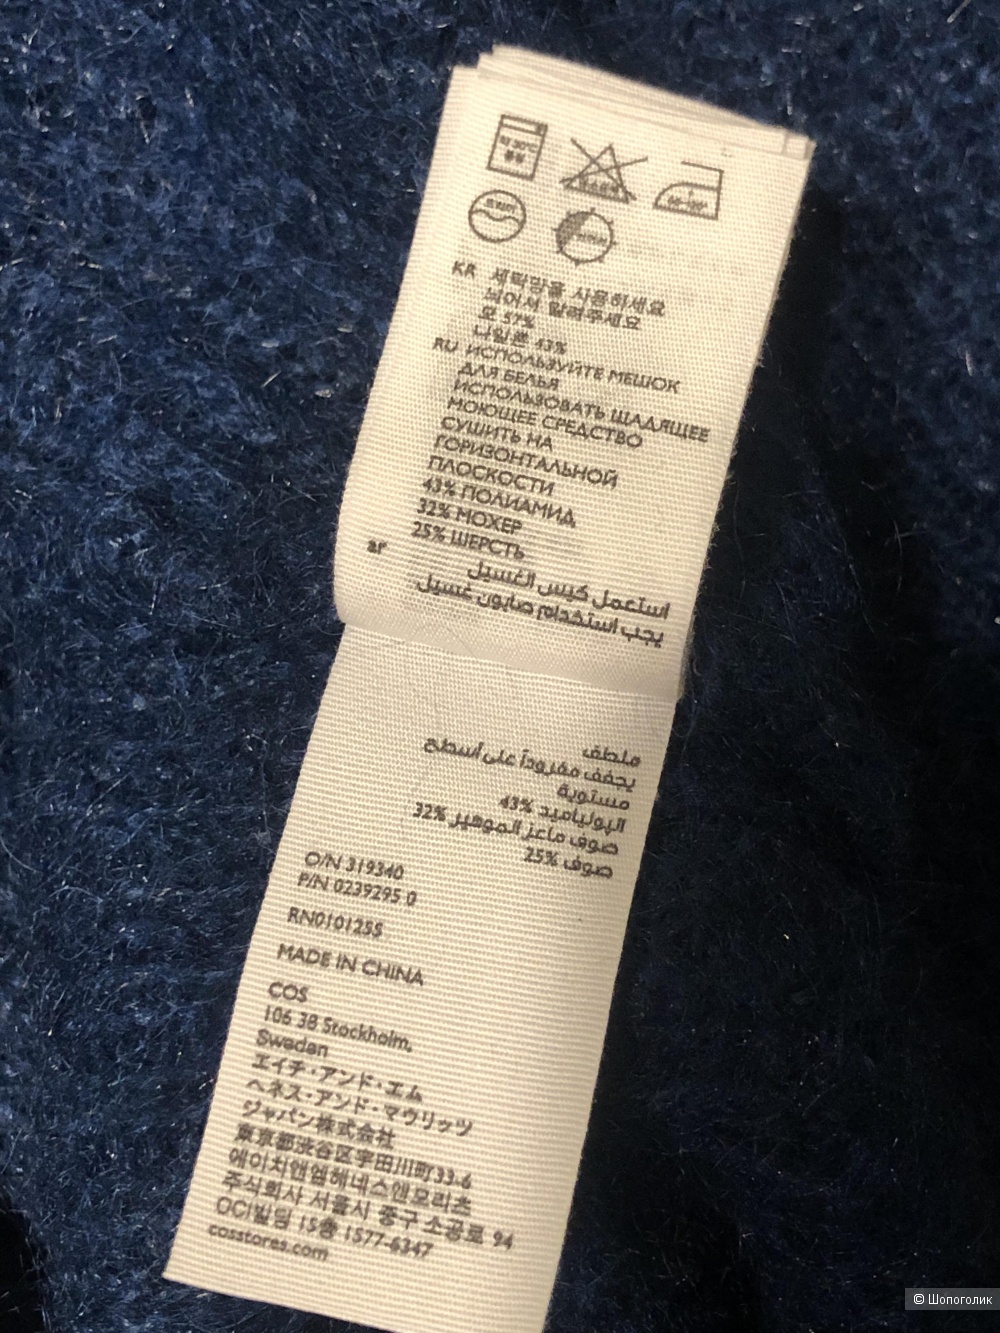 약 30℃
중성
KR 세탁망을 사용하세요
뉘어서 말려주세요
모 57%
나일론 43%
RU ИСПОЛЬЗУЙТЕ МЕШОК
ДЛЯ БЕЛЬЯ
ИСПОЛЬЗОВАТЬ ЩАДЯЩЕЕ
МОЮЩЕЕ СРЕДСТВО
СУШИТЬ НА
ГОРИЗОНТАЛЬНОЙ
ПЛОСКОСТИ
43% ПОЛИАМИД
32% МОХЕР
25% ШЕРСТЬ
ar
استعمل كيس الغسيل
يجب استخدام صابون غسيل
ملطف
يجفف مفروداً على أسطح
مستوية
البولياميد 43%
صوف ماعز الموهير 32%
صوف 25%
O/N 319340
P/N 0239295 0
RN0101255
MADE IN CHINA
COS
106 38 Stockholm,
Sweden
エイチ・アンド・エム
ヘネス・アンド・マウリッツ
ジャパン株式会社
東京都渋谷区宇田川町33-6
에이치앤엠헤네스앤모리츠
주식회사 서울시 중구 소공로 94
OCI빌딩 15층 1577-6347
cosstores.com
© Шопоголик